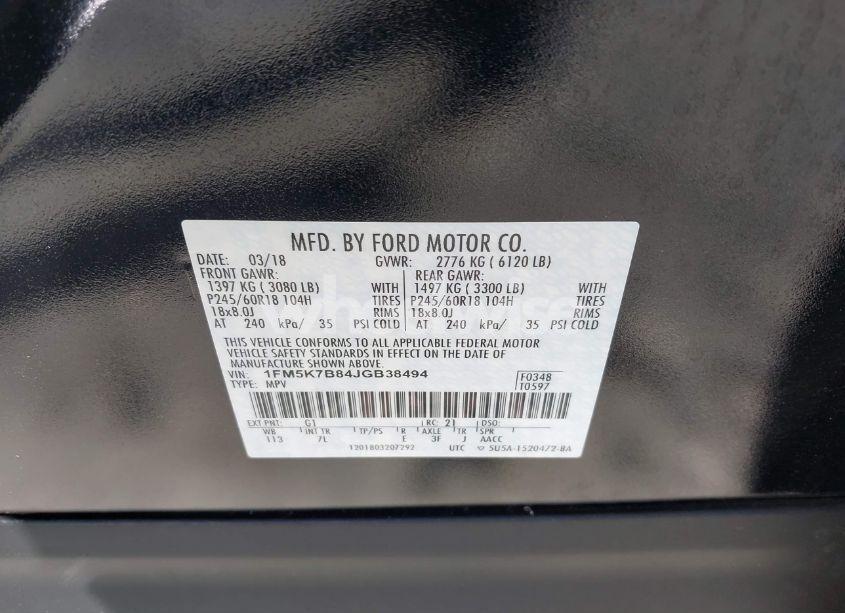 MFD. BY FORD MOTOR CO.
DATE: 03/18 GVWR: 2776 KG ( 6120 LB)
FRONT GAWR: REAR GAWR:
1397 KG ( 3080 LB) WITH 1497 KG ( 3300 LB) WITH
P245/60R18 104H TIRES P245/60R18 104H TIRES
18x8.0J RIMS 18x8.0J RIMS
AT 240 kPa/ 35 PSI COLD AT 240 kPa/ 35 PSI COLD
THIS VEHICLE CONFORMS TO ALL APPLICABLE FEDERAL MOTOR
VEHICLE SAFETY STANDARDS IN EFFECT ON THE DATE OF
MANUFACTURE SHOWN ABOVE.
VIN: 1FM5K7B84JGB38494 F0348
TYPE: MPV T0597
EXT PNT: G1 RC: 21 DSO:
WB INT TR TP/PS R AXLE TR SPR
113 7L E 3F J AACC
1201803207292 UTC 5U5A-1520472-BA